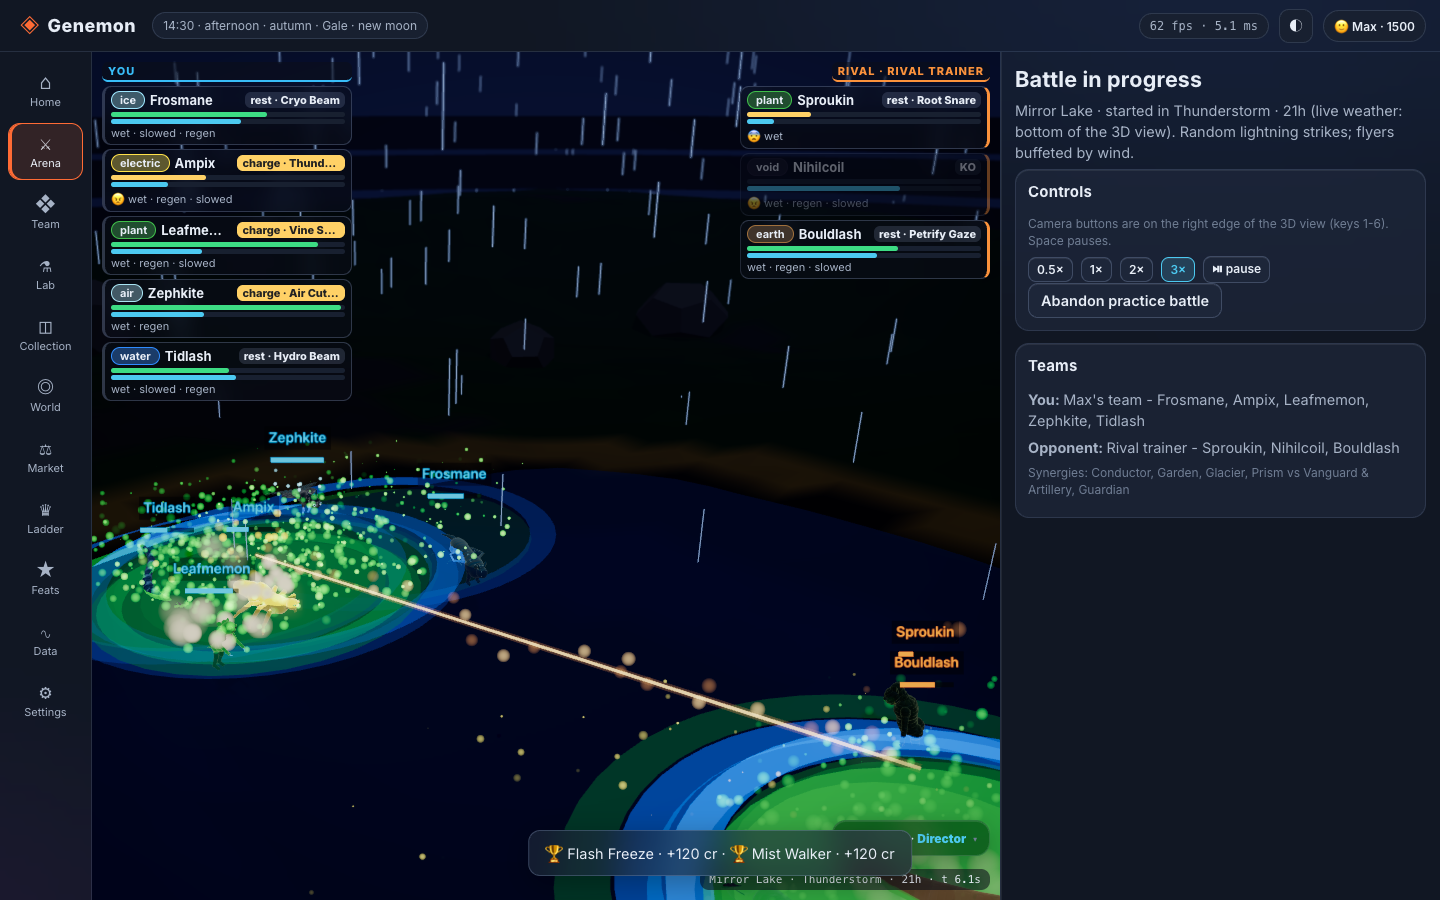 Genemon
14:30 · afternoon · autumn · Gale · new moon
62 fps · 5.1 ms
Max · 1500
Home
Arena
Team
Lab
Collection
World
Market
Ladder
Feats
Data
Settings
YOU
ice Frosmane rest · Cryo Beam
wet · slowed · regen
electric Ampix charge · Thund…
wet · regen · slowed
plant Leafme… charge · Vine S…
wet · regen · slowed
air Zephkite charge · Air Cut…
wet · regen
water Tidlash rest · Hydro Beam
wet · slowed · regen
RIVAL · RIVAL TRAINER
plant Sproukin rest · Root Snare
wet
void Nihilcoil KO
wet · regen · slowed
earth Bouldlash rest · Petrify Gaze
wet · regen · slowed
Zephkite
Frosmane
Tidlash
Ampix
Leafmemon
Sproukin
Bouldlash
· Director
🏆 Flash Freeze · +120 cr · 🏆 Mist Walker · +120 cr
Mirror Lake · Thunderstorm · 21h · t 6.1s
Battle in progress
Mirror Lake · started in Thunderstorm · 21h (live weather:
bottom of the 3D view). Random lightning strikes; flyers
buffeted by wind.
Controls
Camera buttons are on the right edge of the 3D view (keys 1-6).
Space pauses.
0.5× 1× 2× 3× ⏯ pause
Abandon practice battle
Teams
You: Max's team - Frosmane, Ampix, Leafmemon,
Zephkite, Tidlash
Opponent: Rival trainer - Sproukin, Nihilcoil, Bouldlash
Synergies: Conductor, Garden, Glacier, Prism vs Vanguard &
Artillery, Guardian